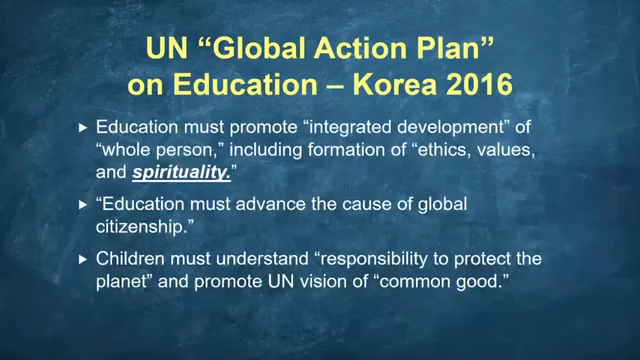 UN “Global Action Plan”
on Education – Korea 2016
Education must promote “integrated development” of
“whole person,” including formation of “ethics, values,
and spirituality.”
“Education must advance the cause of global
citizenship.”
Children must understand “responsibility to protect the
planet” and promote UN vision of “common good.”